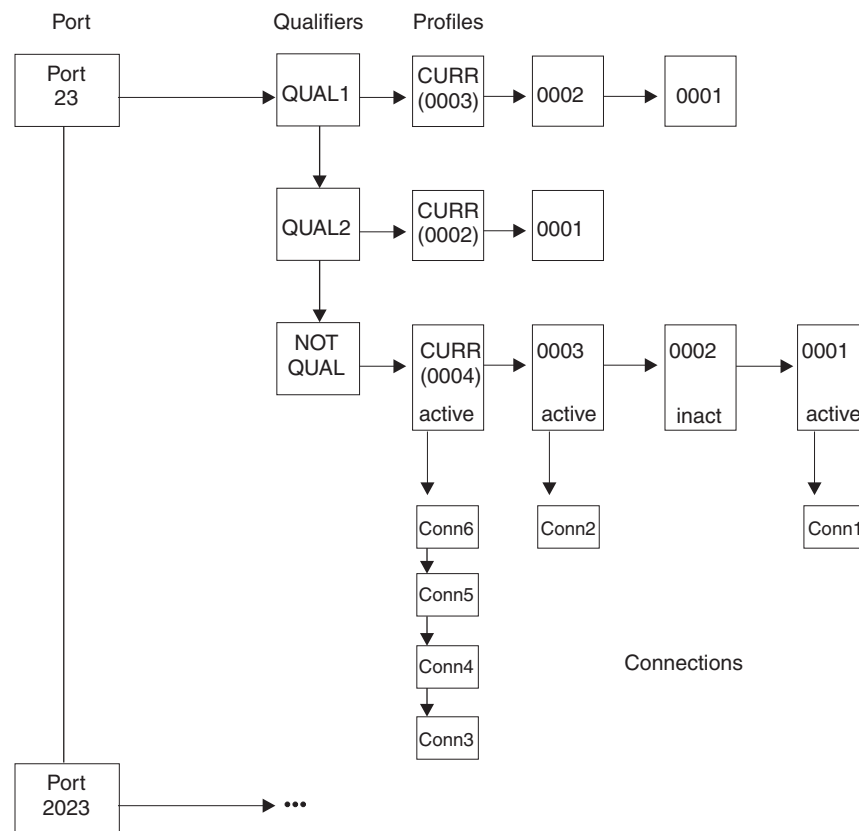 Port Qualifiers Profiles
Port
23
QUAL1
CURR
(0003)
0002
0001
QUAL2
CURR
(0002)
0001
NOT
QUAL
CURR
(0004)
active
0003
active
0002
inact
0001
active
Conn6
Conn2
Conn1
Conn5
Conn4
Connections
Conn3
Port
2023
•••